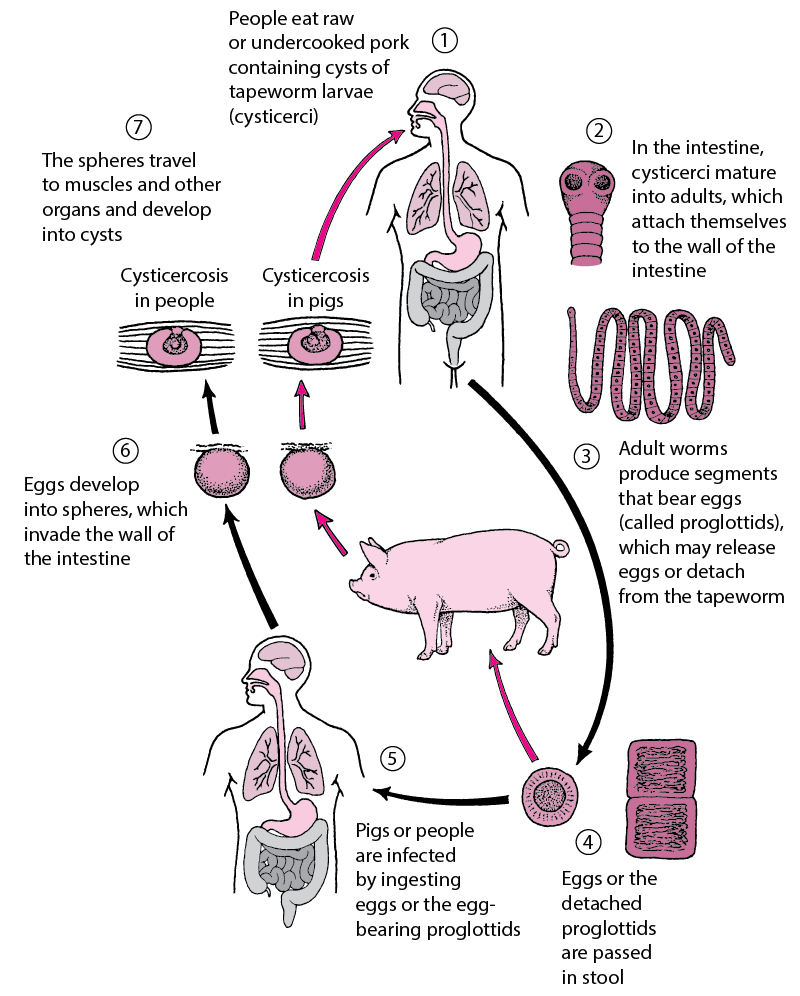 ①
People eat raw
or undercooked pork
containing cysts of
tapeworm larvae
(cysticerci)
②
In the intestine,
cysticerci mature
into adults, which
attach themselves
to the wall of the
intestine
③
Adult worms
produce segments
that bear eggs
(called proglottids),
which may release
eggs or detach
from the tapeworm
④
Eggs or the
detached
proglottids
are passed
in stool
⑤
Pigs or people
are infected
by ingesting
eggs or the egg-
bearing proglottids
⑥
Eggs develop
into spheres, which
invade the wall of
the intestine
⑦
The spheres travel
to muscles and other
organs and develop
into cysts
Cysticercosis
in people
Cysticercosis
in pigs